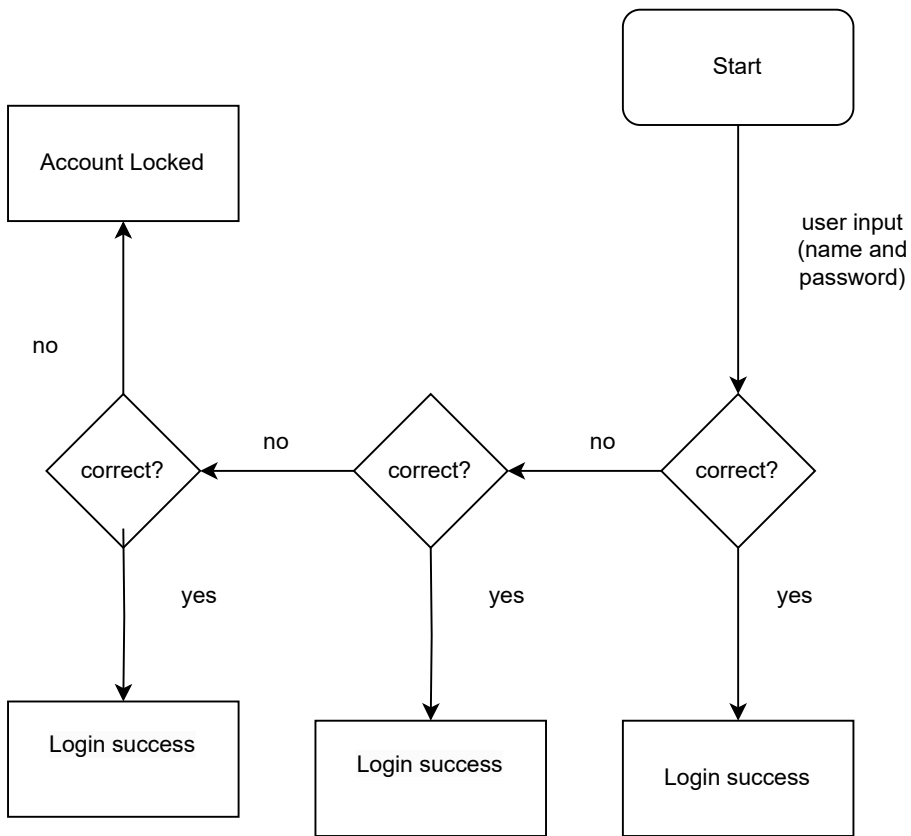 Start
Account Locked
user input
(name and
password)
no
no
no
correct?
correct?
correct?
yes
yes
yes
Login success
Login success
Login success